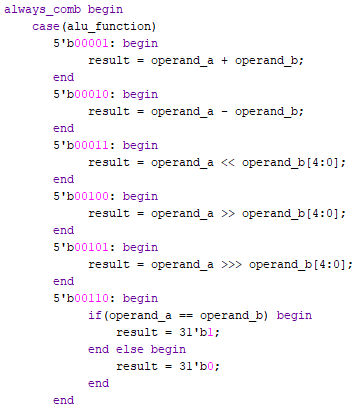 always_comb begin
    case(alu_function)
       5'b00001: begin
            result = operand_a + operand_b;
       end
       5'b00010: begin
            result = operand_a - operand_b;
       end
       5'b00011: begin
            result = operand_a << operand_b[4:0];
       end
       5'b00100: begin
            result = operand_a >> operand_b[4:0];
       end
       5'b00101: begin
            result = operand_a >>> operand_b[4:0];
       end
       5'b00110: begin
            if(operand_a == operand_b) begin
                result = 31'b1;
            end else begin
                result = 31'b0;
            end
       end